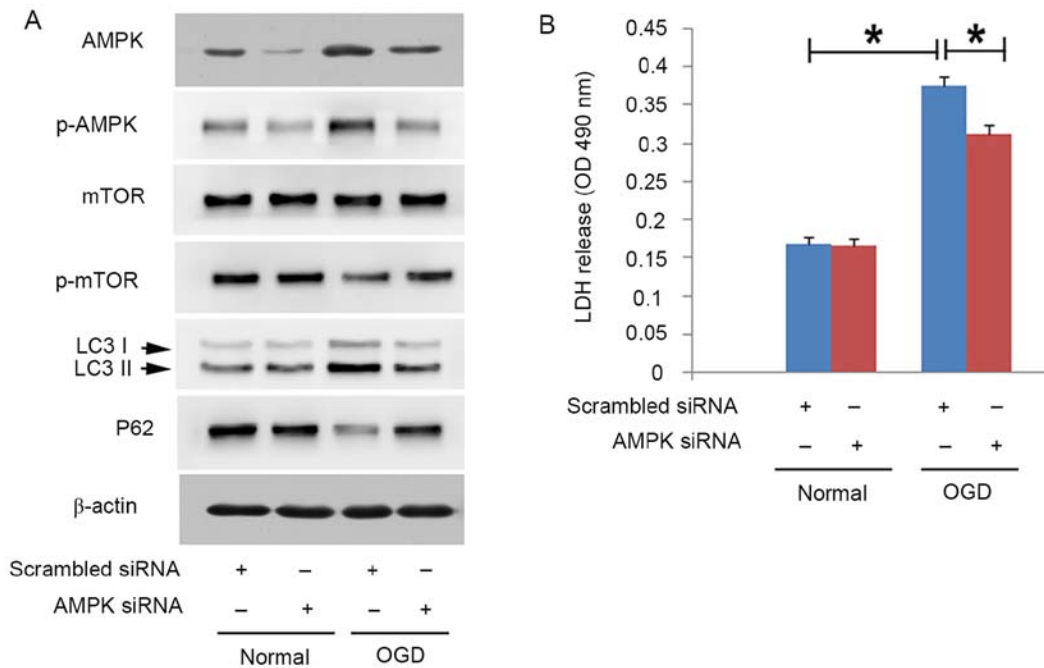 A
AMPK
p-AMPK
mTOR
p-mTOR
LC3 I
LC3 II
P62
β-actin
Scrambled siRNA + – + –
AMPK siRNA – + – +
Normal OGD
B
LDH release (OD 490 nm)
0.45
0.4
0.35
0.3
0.25
0.2
0.15
0.1
0.05
0
* *
Scrambled siRNA + – + –
AMPK siRNA – + – +
Normal OGD